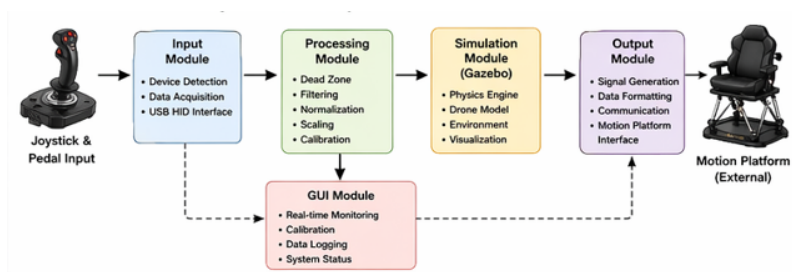 Joystick &
Pedal Input
Input
Module
• Device Detection
• Data Acquisition
• USB HID Interface
Processing
Module
• Dead Zone
• Filtering
• Normalization
• Scaling
• Calibration
Simulation
Module
(Gazebo)
• Physics Engine
• Drone Model
• Environment
• Visualization
Output
Module
• Signal Generation
• Data Formatting
• Communication
• Motion Platform
Interface
Motion Platform
(External)
GUI Module
• Real-time Monitoring
• Calibration
• Data Logging
• System Status